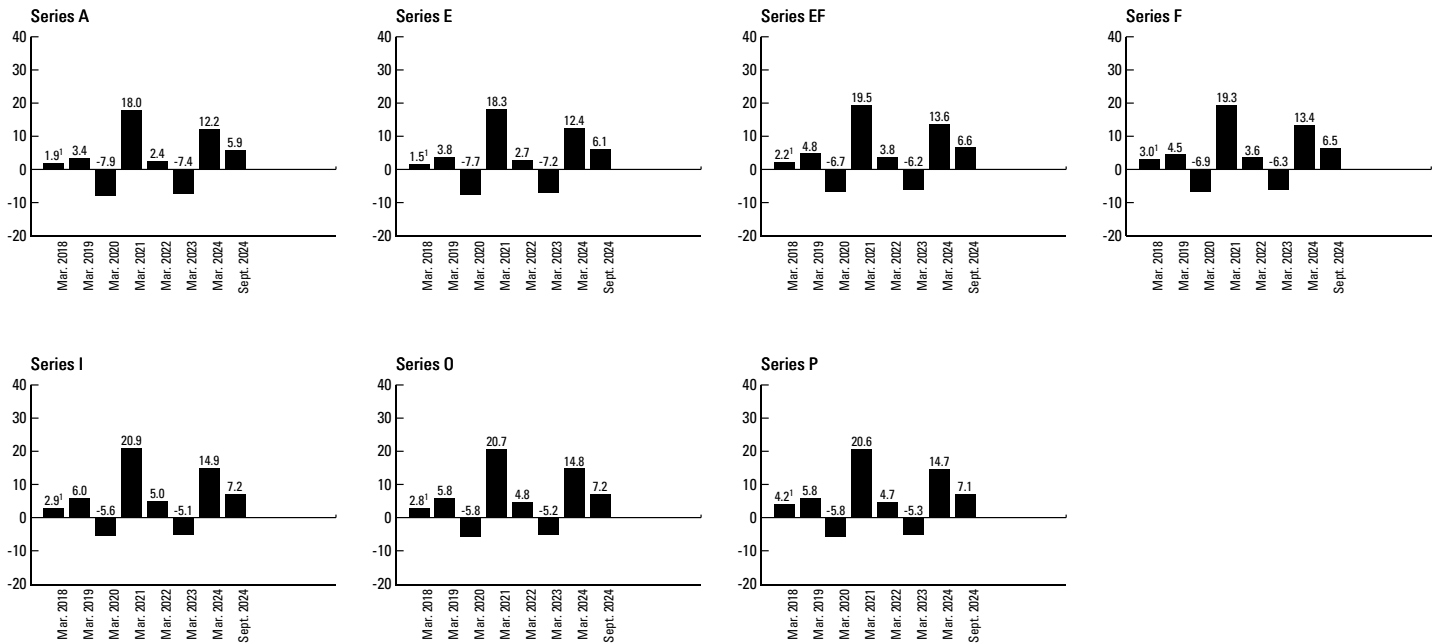 Series A
40
30
20
10
0
-10
-20
1.9¹
3.4
-7.9
18.0
2.4
-7.4
12.2
5.9
Mar. 2018
Mar. 2019
Mar. 2020
Mar. 2021
Mar. 2022
Mar. 2023
Mar. 2024
Sept. 2024
Series E
40
30
20
10
0
-10
-20
1.5¹
3.8
-7.7
18.3
2.7
-7.2
12.4
6.1
Mar. 2018
Mar. 2019
Mar. 2020
Mar. 2021
Mar. 2022
Mar. 2023
Mar. 2024
Sept. 2024
Series EF
40
30
20
10
0
-10
-20
2.2¹
4.8
-6.7
19.5
3.8
-6.2
13.6
6.6
Mar. 2018
Mar. 2019
Mar. 2020
Mar. 2021
Mar. 2022
Mar. 2023
Mar. 2024
Sept. 2024
Series F
40
30
20
10
0
-10
-20
3.0¹
4.5
-6.9
19.3
3.6
-6.3
13.4
6.5
Mar. 2018
Mar. 2019
Mar. 2020
Mar. 2021
Mar. 2022
Mar. 2023
Mar. 2024
Sept. 2024
Series I
40
30
20
10
0
-10
-20
2.9¹
6.0
-5.6
20.9
5.0
-5.1
14.9
7.2
Mar. 2018
Mar. 2019
Mar. 2020
Mar. 2021
Mar. 2022
Mar. 2023
Mar. 2024
Sept. 2024
Series O
40
30
20
10
0
-10
-20
2.8¹
5.8
-5.8
20.7
4.8
-5.2
14.8
7.2
Mar. 2018
Mar. 2019
Mar. 2020
Mar. 2021
Mar. 2022
Mar. 2023
Mar. 2024
Sept. 2024
Series P
40
30
20
10
0
-10
-20
4.2¹
5.8
-5.8
20.6
4.7
-5.3
14.7
7.1
Mar. 2018
Mar. 2019
Mar. 2020
Mar. 2021
Mar. 2022
Mar. 2023
Mar. 2024
Sept. 2024